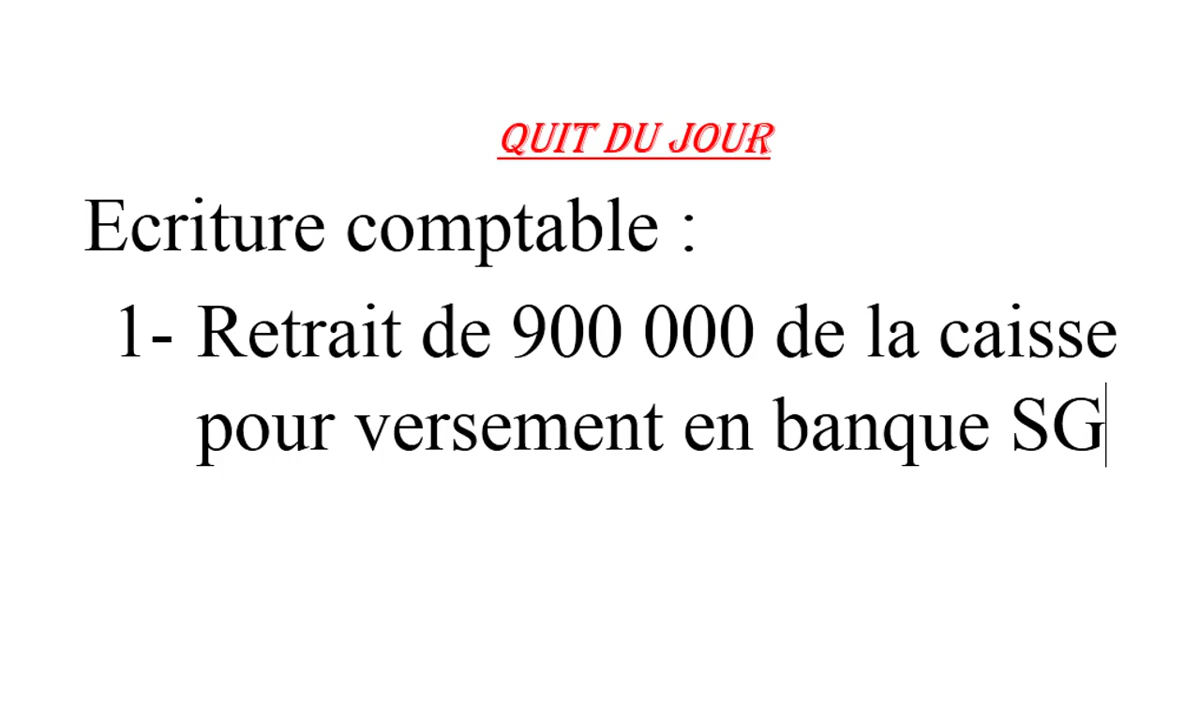 QUIT DU JOUR
Ecriture comptable :
1- Retrait de 900 000 de la caisse
pour versement en banque SG